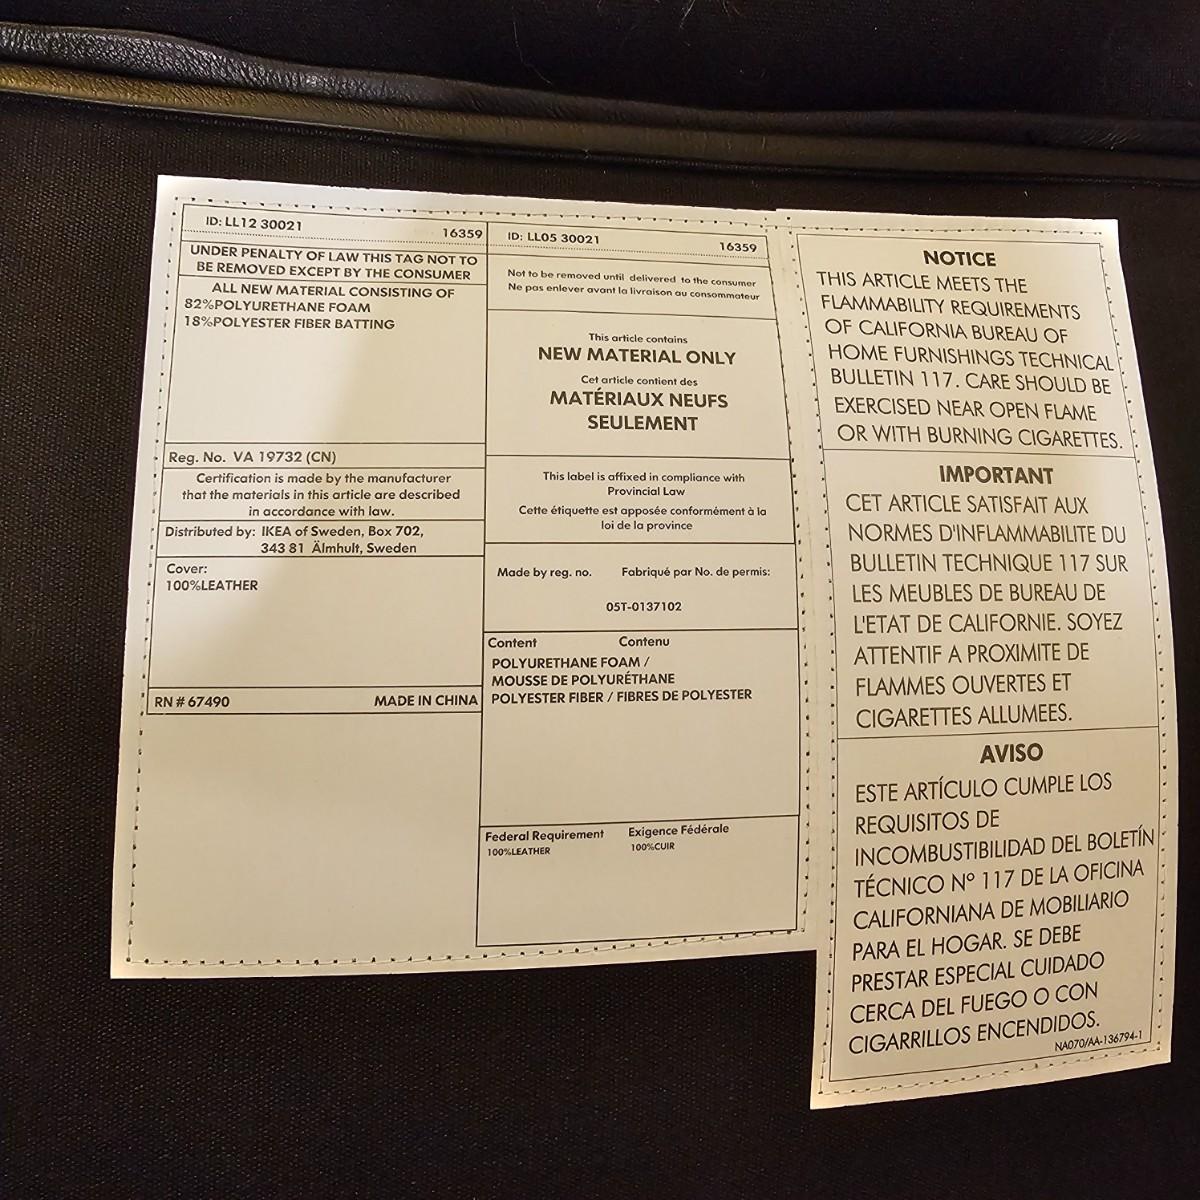 ID: LL12 30021
16359
UNDER PENALTY OF LAW THIS TAG NOT TO
BE REMOVED EXCEPT BY THE CONSUMER
ALL NEW MATERIAL CONSISTING OF
82%POLYURETHANE FOAM
18%POLYESTER FIBER BATTING
Reg. No. VA 19732 (CN)
Certification is made by the manufacturer
that the materials in this article are described
in accordance with law.
Distributed by: IKEA of Sweden, Box 702,
343 81 Älmhult, Sweden
Cover:
100%LEATHER
RN # 67490 MADE IN CHINA
ID: LL05 30021
16359
Not to be removed until delivered to the consumer
Ne pas enlever avant la livraison au consommateur
This article contains
NEW MATERIAL ONLY
Cet article contient des
MATÉRIAUX NEUFS
SEULEMENT
This label is affixed in compliance with
Provincial Law
Cette étiquette est apposée conformément à la
loi de la province
Made by reg. no. Fabriqué par No. de permis:
05T-0137102
Content Contenu
POLYURETHANE FOAM /
MOUSSE DE POLYURÉTHANE
POLYESTER FIBER / FIBRES DE POLYESTER
Federal Requirement Exigence Fédérale
100%LEATHER 100%CUIR
NOTICE
THIS ARTICLE MEETS THE
FLAMMABILITY REQUIREMENTS
OF CALIFORNIA BUREAU OF
HOME FURNISHINGS TECHNICAL
BULLETIN 117. CARE SHOULD BE
EXERCISED NEAR OPEN FLAME
OR WITH BURNING CIGARETTES.
IMPORTANT
CET ARTICLE SATISFAIT AUX
NORMES D'INFLAMMABILITE DU
BULLETIN TECHNIQUE 117 SUR
LES MEUBLES DE BUREAU DE
L'ETAT DE CALIFORNIE. SOYEZ
ATTENTIF A PROXIMITE DE
FLAMMES OUVERTES ET
CIGARETTES ALLUMEES.
AVISO
ESTE ARTÍCULO CUMPLE LOS
REQUISITOS DE
INCOMBUSTIBILIDAD DEL BOLETÍN
TÉCNICO Nº 117 DE LA OFICINA
CALIFORNIANA DE MOBILIARIO
PARA EL HOGAR. SE DEBE
PRESTAR ESPECIAL CUIDADO
CERCA DEL FUEGO O CON
CIGARRILLOS ENCENDIDOS.
NA070/AA-136794-1